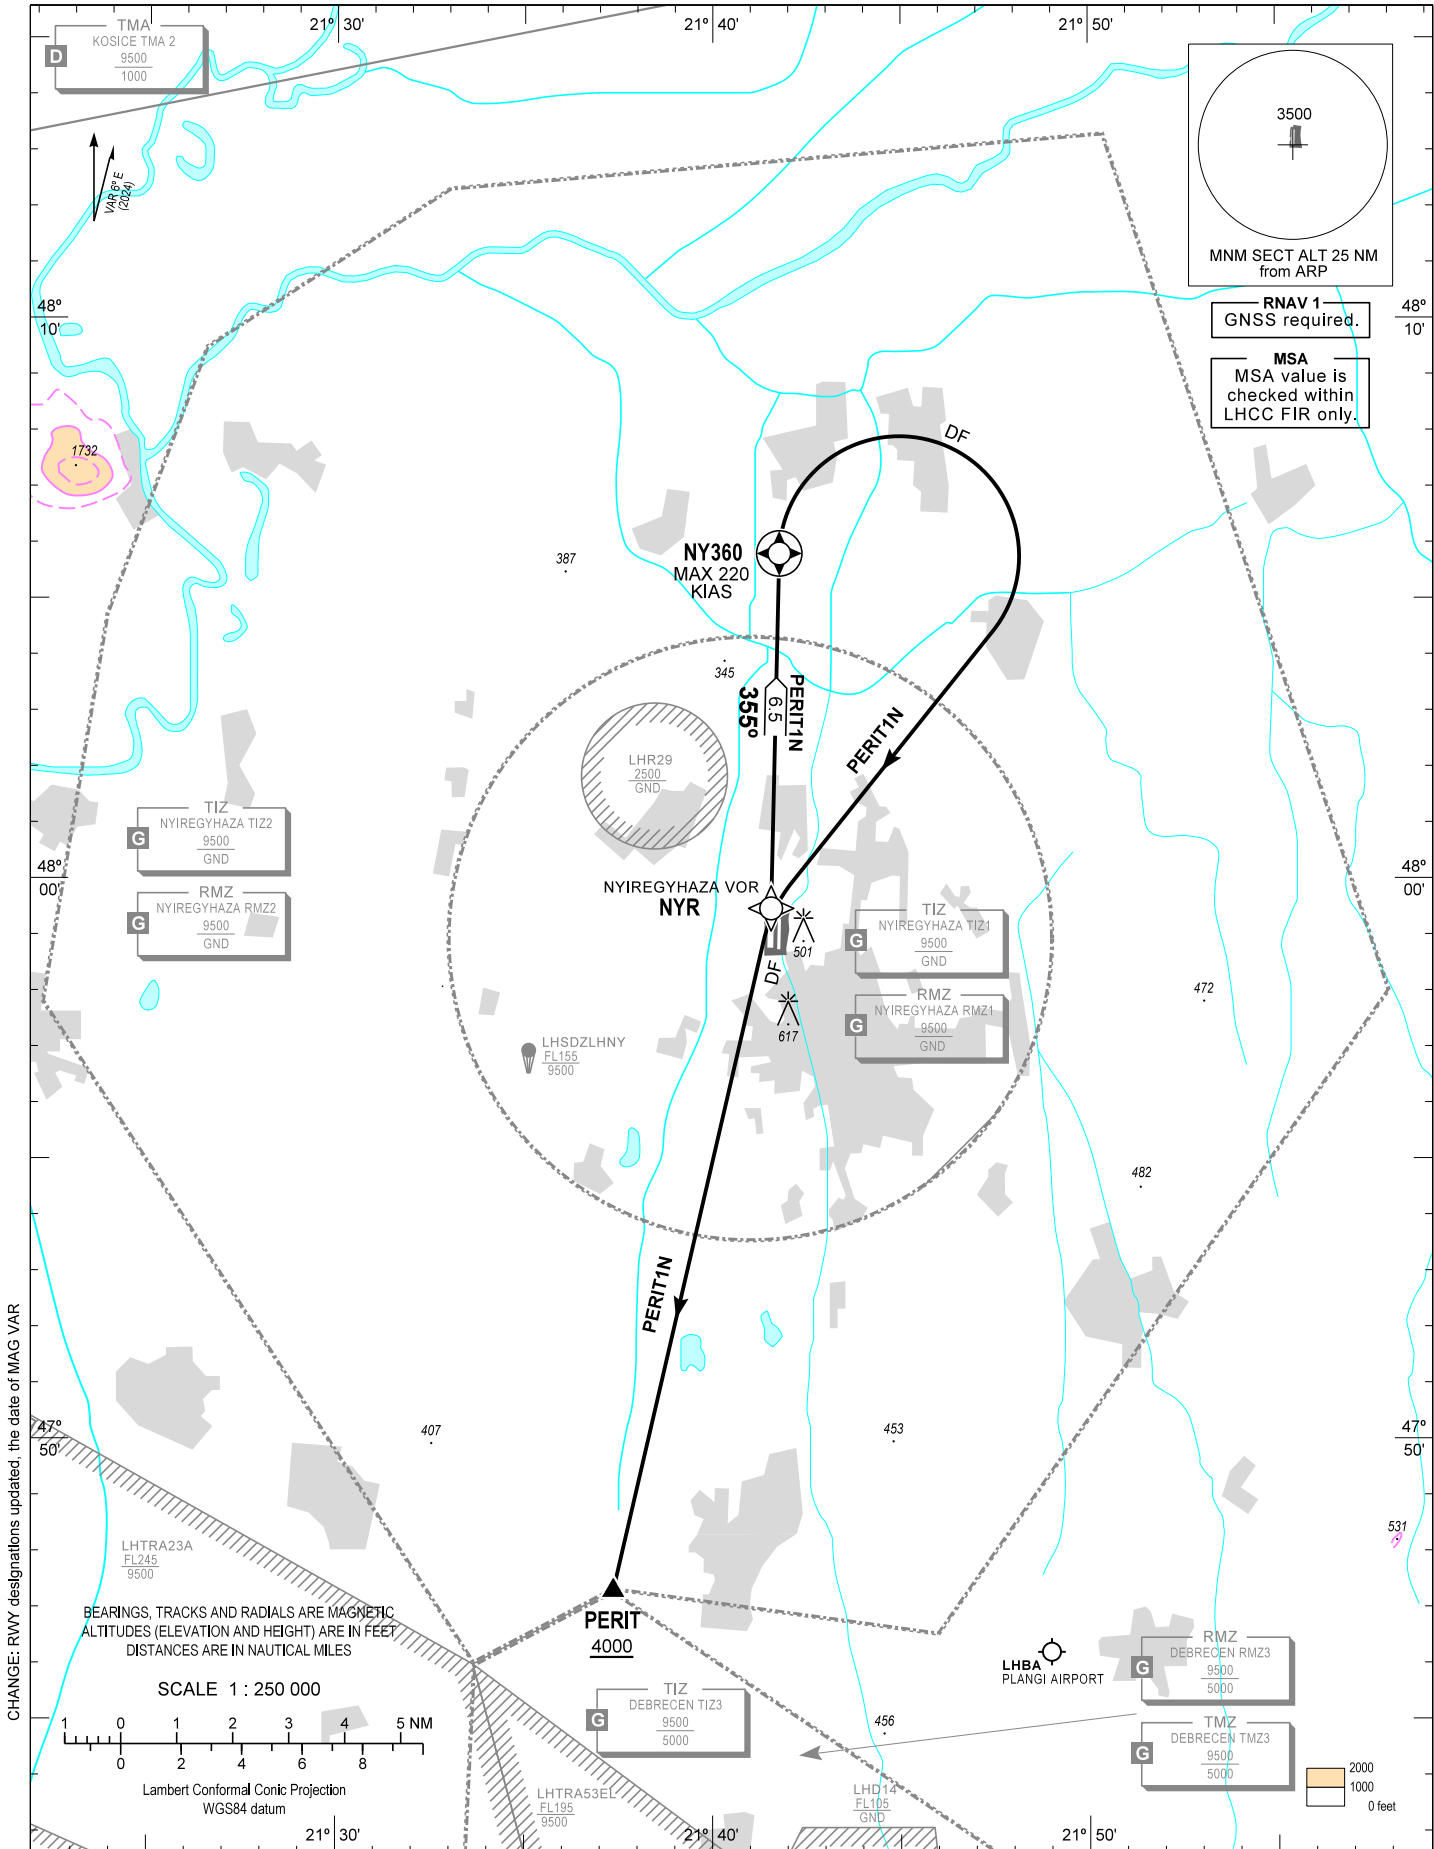 21° 30'
21° 40'
21° 50'
TMA
KOSICE TMA 2
9500
1000
D
VAR 6° E
(2024)
3500
MNM SECT ALT 25 NM
from ARP
RNAV 1
GNSS required.
MSA
MSA value is
checked within
LHCC FIR only.
48°
10'
48°
10'
1732
DF
387
NY360
MAX 220
KIAS
345
PERIT1N
6.5
355°
PERIT1N
LHR29
2500
GND
TIZ
NYIREGYHAZA TIZ2
9500
GND
G
RMZ
NYIREGYHAZA RMZ2
9500
GND
G
48°
00'
48°
00'
NYIREGYHAZA VOR
NYR
501
DF
617
TIZ
NYIREGYHAZA TIZ1
9500
GND
G
RMZ
NYIREGYHAZA RMZ1
9500
GND
G
472
LHSDZLHNY
FL155
9500
482
PERIT1N
407
453
47°
50'
47°
50'
531
LHTRA23A
FL245
9500
BEARINGS, TRACKS AND RADIALS ARE MAGNETIC
ALTITUDES (ELEVATION AND HEIGHT) ARE IN FEET
DISTANCES ARE IN NAUTICAL MILES
SCALE 1 : 250 000
1 0 1 2 3 4 5 NM
0 2 4 6 8
Lambert Conformal Conic Projection
WGS84 datum
PERIT
4000
TIZ
DEBRECEN TIZ3
9500
5000
G
LHBA
PLANGI AIRPORT
RMZ
DEBRECEN RMZ3
9500
5000
G
TMZ
DEBRECEN TMZ3
9500
5000
G
456
LHTRA53EL
FL195
9500
LHD14
FL105
GND
2000
1000
0 feet
21° 30'
21° 40'
21° 50'
CHANGE: RWY designations updated, the date of MAG VAR